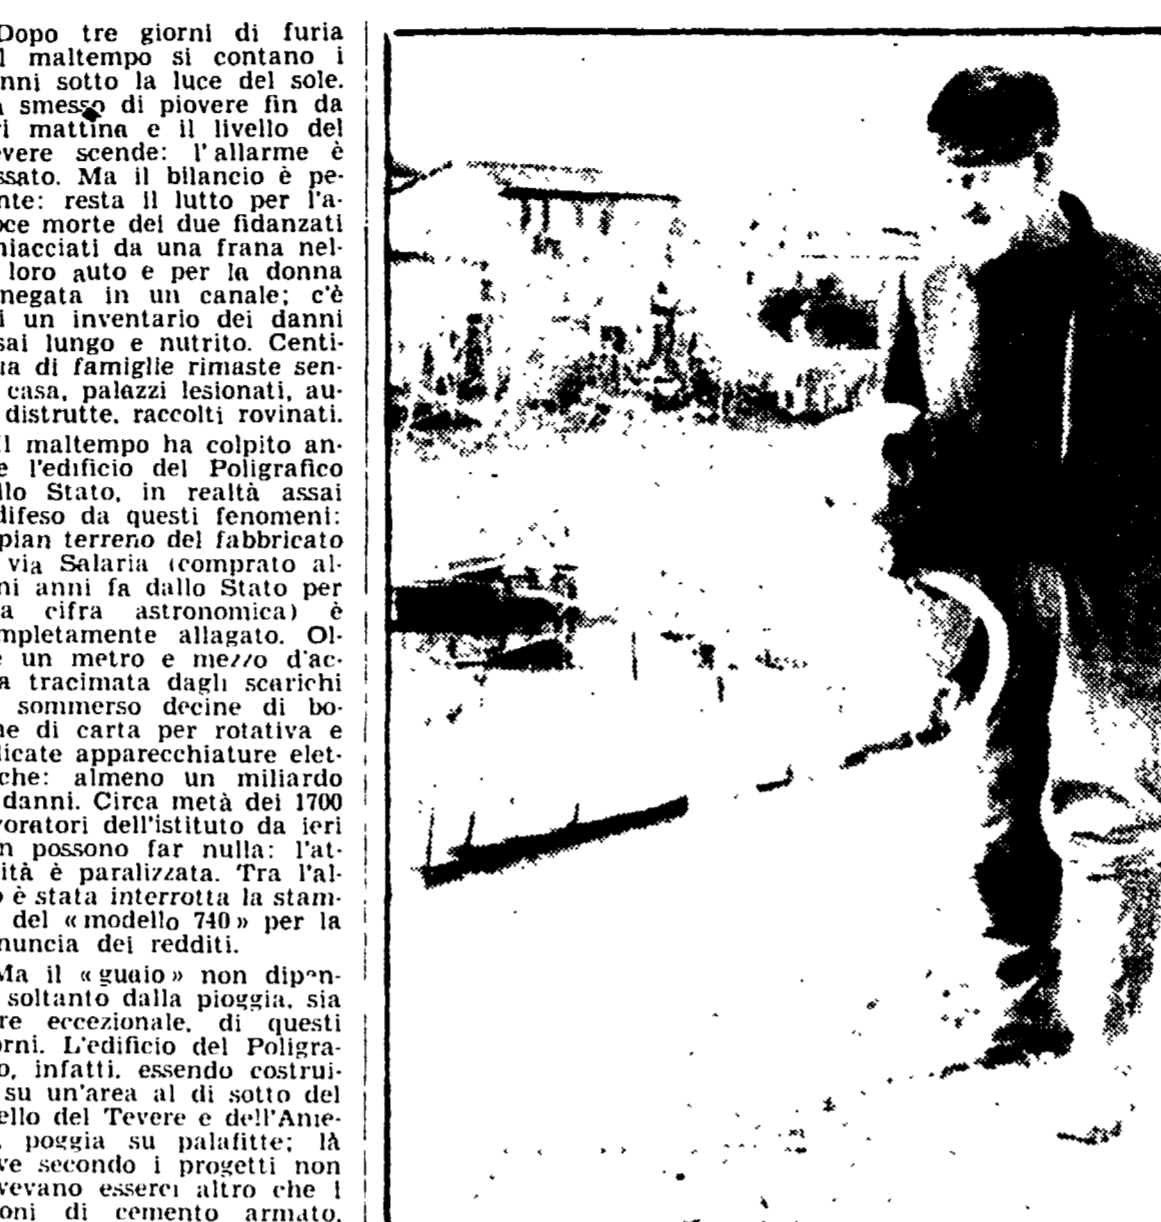 Dopo tre giorni di furia
l maltempo si contano i
nni sotto la luce del sole.
smesso di piovere fin da
i mattina e il livello del
vere scende: l'allarme è
ssato. Ma il bilancio è pe-
nte: resta il lutto per l'a-
oce morte dei due fidanzati
hiacciati da una frana nel-
loro auto e per la donna
negata in un canale; c'è
i un inventario dei danni
sai lungo e nutrito. Centi-
ia di famiglie rimaste sen-
casa, palazzi lesionati, au-
distrutte, raccolti rovinati.
Il maltempo ha colpito an-
e l'edificio del Poligrafico
llo Stato, in realtà assai
difeso da questi fenomeni:
pian terreno del fabbricato
via Salaria (comprato al-
ni anni fa dallo Stato per
a cifra astronomica) è
mpletamente allagato. Ol-
e un metro e mezzo d'ac-
a tracimata dagli scarichi
sommerso decine di bo-
ne di carta per rotativa e
licate apparecchiature elet-
che: almeno un miliardo
danni. Circa metà dei 1700
voratori dell'istituto da ieri
n possono far nulla: l'at-
ità è paralizzata. Tra l'al-
o è stata interrotta la stam-
del «modello 740» per la
nuncia dei redditi.
Ma il «guaio» non dipen-
soltanto dalla pioggia, sia
re eccezionale, di questi
orni. L'edificio del Poligra-
o, infatti, essendo costrui-
su un'area al di sotto del
ello del Tevere e dell'Anie-
, poggia su palafitte; là
ve secondo i progetti non
vevano esserci altro che i
oni di cemento armato,